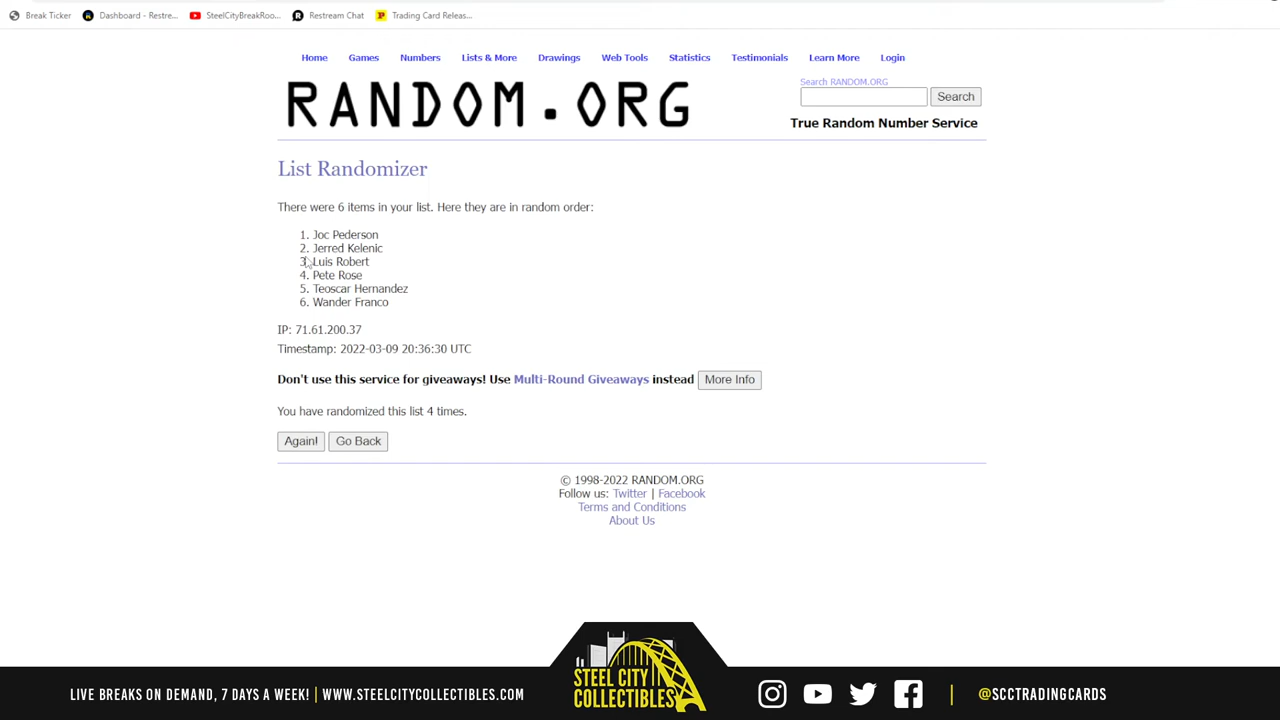 Break Ticker
Dashboard - Restre...
SteelCityBreakRoo...
Restream Chat
Trading Card Releas...
Home Games Numbers Lists & More Drawings Web Tools Statistics Testimonials Learn More Login
RANDOM.ORG
Search RANDOM.ORG
Search
True Random Number Service
List Randomizer
There were 6 items in your list. Here they are in random order:
1. Joc Pederson
2. Jerred Kelenic
3. Luis Robert
4. Pete Rose
5. Teoscar Hernandez
6. Wander Franco
IP: 71.61.200.37
Timestamp: 2022-03-09 20:36:30 UTC
Don't use this service for giveaways! Use Multi-Round Giveaways instead More Info
You have randomized this list 4 times.
Again! Go Back
© 1998-2022 RANDOM.ORG
Follow us: Twitter | Facebook
Terms and Conditions
About Us
LIVE BREAKS ON DEMAND, 7 DAYS A WEEK! | WWW.STEELCITYCOLLECTIBLES.COM
STEEL CITY
COLLECTIBLES
| @SCCTRADINGCARDS